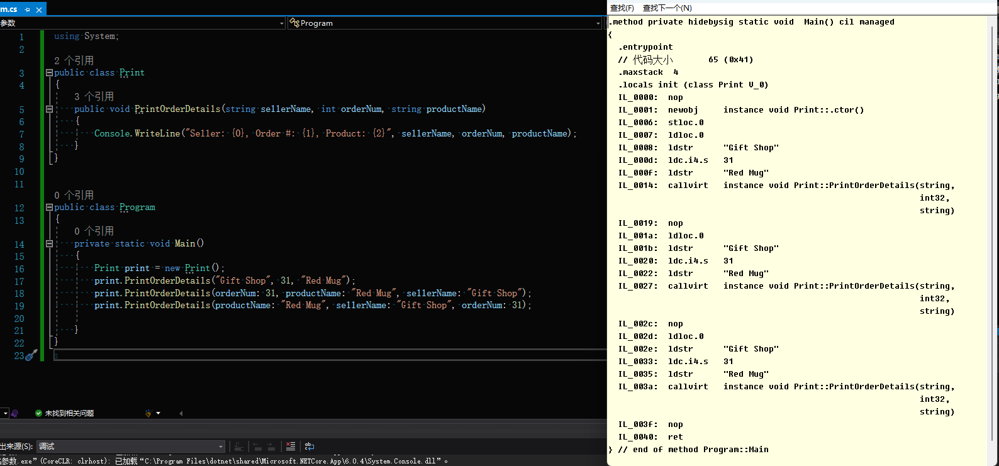 m.cs
参数
Program
1 using System;
2
2 个引用
3 public class Print
4 {
3 个引用
5 public void PrintOrderDetails(string sellerName, int orderNum, string productName)
6 {
7 Console.WriteLine("Seller: {0}, Order #: {1}, Product: {2}", sellerName, orderNum, productName);
8 }
9 }
10
11
0 个引用
12 public class Program
13 {
0 个引用
14 private static void Main()
15 {
16 Print print = new Print();
17 print.PrintOrderDetails("Gift Shop", 31, "Red Mug");
18 print.PrintOrderDetails(orderNum: 31, productName: "Red Mug", sellerName: "Gift Shop");
19 print.PrintOrderDetails(productName: "Red Mug", sellerName: "Gift Shop", orderNum: 31);
20
21 }
22 }
23
未找到相关问题
出来源(S): 调试
参数.exe”(CoreCLR: clrhost): 已加载“C:\Program Files\dotnet\shared\Microsoft.NETCore.App\6.0.4\System.Console.dll”。
查找(F) 查找下一个(N)
.method private hidebysig static void  Main() cil managed
{
  .entrypoint
  // 代码大小       65 (0x41)
  .maxstack  4
  .locals init (class Print V_0)
  IL_0000:  nop
  IL_0001:  newobj     instance void Print::.ctor()
  IL_0006:  stloc.0
  IL_0007:  ldloc.0
  IL_0008:  ldstr      "Gift Shop"
  IL_000d:  ldc.i4.s   31
  IL_000f:  ldstr      "Red Mug"
  IL_0014:  callvirt   instance void Print::PrintOrderDetails(string,
int32,
string)
  IL_0019:  nop
  IL_001a:  ldloc.0
  IL_001b:  ldstr      "Gift Shop"
  IL_0020:  ldc.i4.s   31
  IL_0022:  ldstr      "Red Mug"
  IL_0027:  callvirt   instance void Print::PrintOrderDetails(string,
int32,
string)
  IL_002c:  nop
  IL_002d:  ldloc.0
  IL_002e:  ldstr      "Gift Shop"
  IL_0033:  ldc.i4.s   31
  IL_0035:  ldstr      "Red Mug"
  IL_003a:  callvirt   instance void Print::PrintOrderDetails(string,
int32,
string)
  IL_003f:  nop
  IL_0040:  ret
} // end of method Program::Main